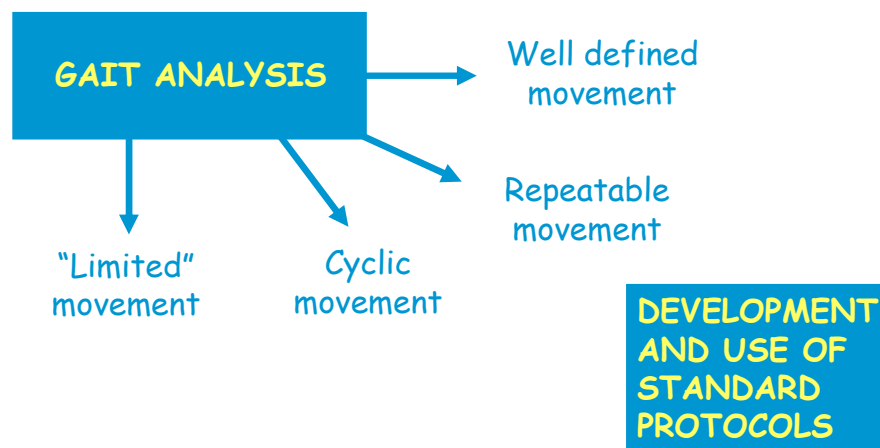 GAIT ANALYSIS
Well defined
movement
Repeatable
movement
Cyclic
movement
“Limited”
movement
DEVELOPMENT
AND USE OF
STANDARD
PROTOCOLS